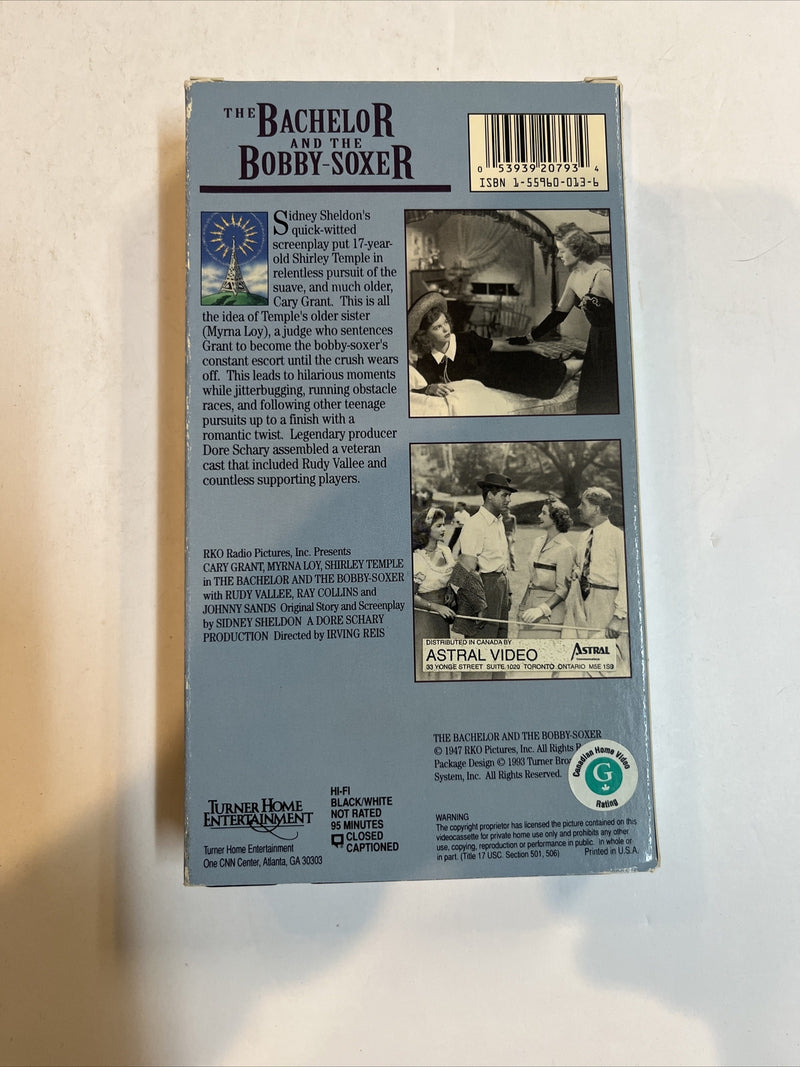 THE BACHELOR
AND THE
BOBBY-SOXER
0 53939 20793 4
ISBN 1-55960-013-6
Sidney Sheldon's
quick-witted
screenplay put 17-year-
old Shirley Temple in
relentless pursuit of the
suave, and much older,
Cary Grant. This is all
the idea of Temple's older sister
(Myrna Loy), a judge who sentences
Grant to become the bobby-soxer's
constant escort until the crush wears
off. This leads to hilarious moments
while jitterbugging, running obstacle
races, and following other teenage
pursuits up to a finish with a
romantic twist. Legendary producer
Dore Schary assembled a veteran
cast that included Rudy Vallee and
countless supporting players.
RKO Radio Pictures, Inc. Presents
CARY GRANT, MYRNA LOY, SHIRLEY TEMPLE
in THE BACHELOR AND THE BOBBY-SOXER
with RUDY VALLEE, RAY COLLINS and
JOHNNY SANDS Original Story and Screenplay
by SIDNEY SHELDON A DORE SCHARY
PRODUCTION Directed by IRVING REIS
DISTRIBUTED IN CANADA BY
ASTRAL VIDEO
ASTRAL
33 YONGE STREET SUITE 1020 TORONTO ONTARIO M5E 1S9
THE BACHELOR AND THE BOBBY-SOXER
© 1947 RKO Pictures, Inc. All Rights
Package Design © 1993 Turner
System, Inc. All Rights Reserved.
Canadian Home Video
G
Rating
TURNER HOME
ENTERTAINMENT
Turner Home Entertainment
One CNN Center, Atlanta, GA 30303
HI-FI
BLACK/WHITE
NOT RATED
95 MINUTES
CLOSED
CAPTIONED
WARNING
The copyright proprietor has licensed the picture contained on this
videocassette for private home use only and prohibits any other
use, copying, reproduction or performance in public. In whole or
in part. (Title 17 USC. Section 501, 506)
Printed in U.S.A.